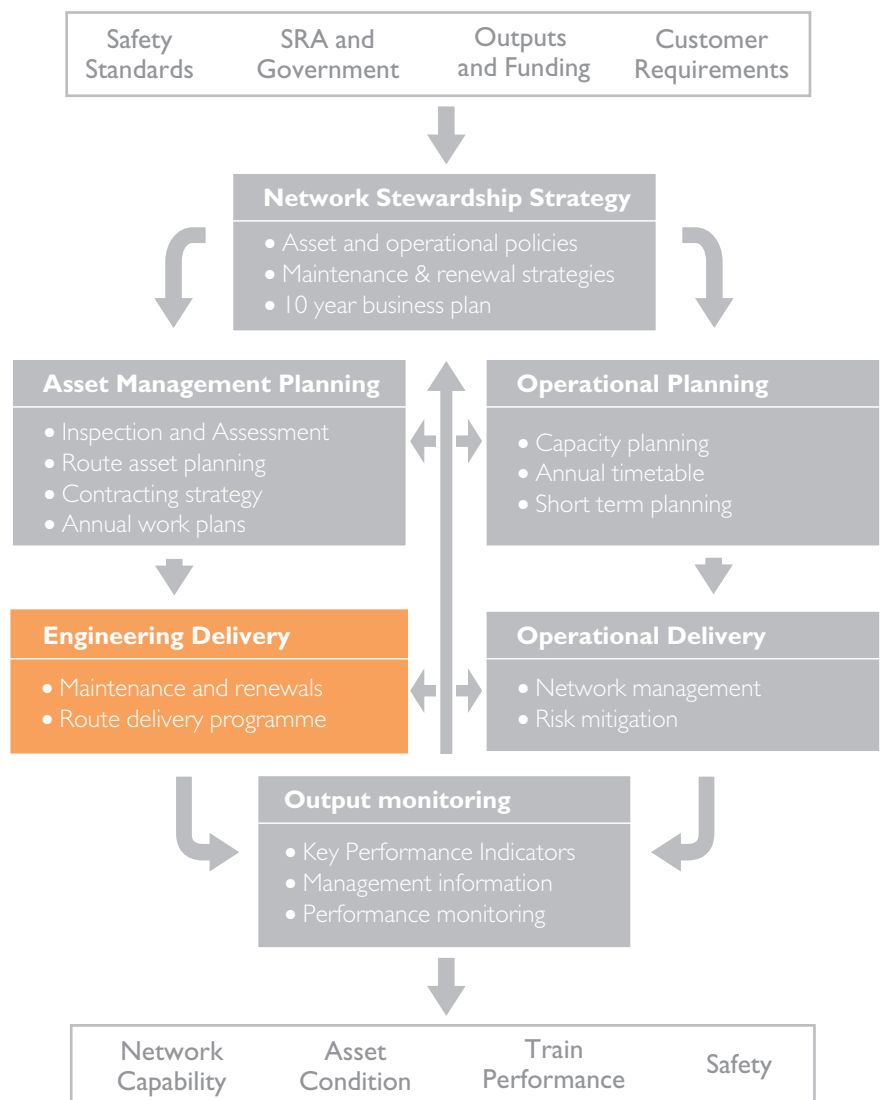 Safety
Standards
SRA and
Government
Outputs
and Funding
Customer
Requirements
Network Stewardship Strategy
• Asset and operational policies
• Maintenance & renewal strategies
• 10 year business plan
Asset Management Planning
• Inspection and Assessment
• Route asset planning
• Contracting strategy
• Annual work plans
Operational Planning
• Capacity planning
• Annual timetable
• Short term planning
Engineering Delivery
• Maintenance and renewals
• Route delivery programme
Operational Delivery
• Network management
• Risk mitigation
Output monitoring
• Key Performance Indicators
• Management information
• Performance monitoring
Network
Capability
Asset
Condition
Train
Performance
Safety